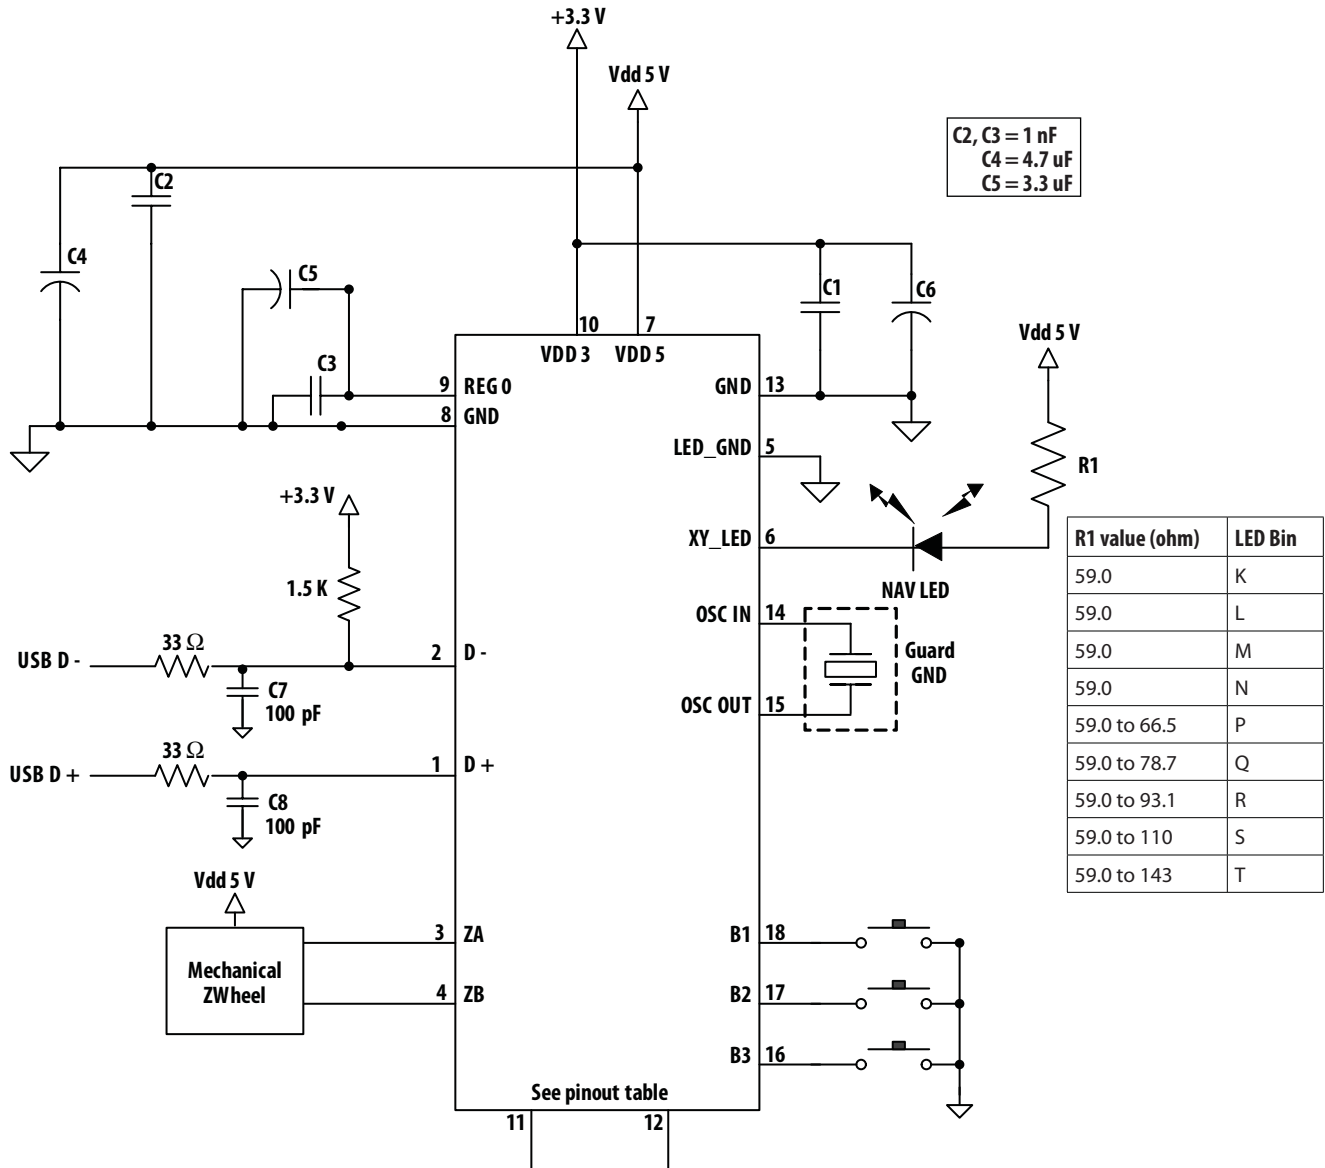 +3.3 V
Vdd 5 V
C2, C3 = 1 nF
C4 = 4.7 uF
C5 = 3.3 uF
C2
C4
C5
C1
C6
10
7
Vdd 5 V
VDD 3
VDD 5
C3
9
REG 0
GND
13
8
GND
LED_GND
5
R1
+3.3 V
XY_LED
6
R1 value (ohm)
LED Bin
59.0
K
59.0
L
59.0
M
59.0
N
59.0 to 66.5
P
59.0 to 78.7
Q
59.0 to 93.1
R
59.0 to 110
S
59.0 to 143
T
1.5 K
NAV LED
OSC IN
14
Guard
GND
33 Ω
USB D -
2
D -
C7
100 pF
OSC OUT
15
33 Ω
USB D +
1
D +
C8
100 pF
Vdd 5 V
Mechanical
ZWheel
3
ZA
4
ZB
B1
18
B2
17
B3
16
See pinout table
11
12